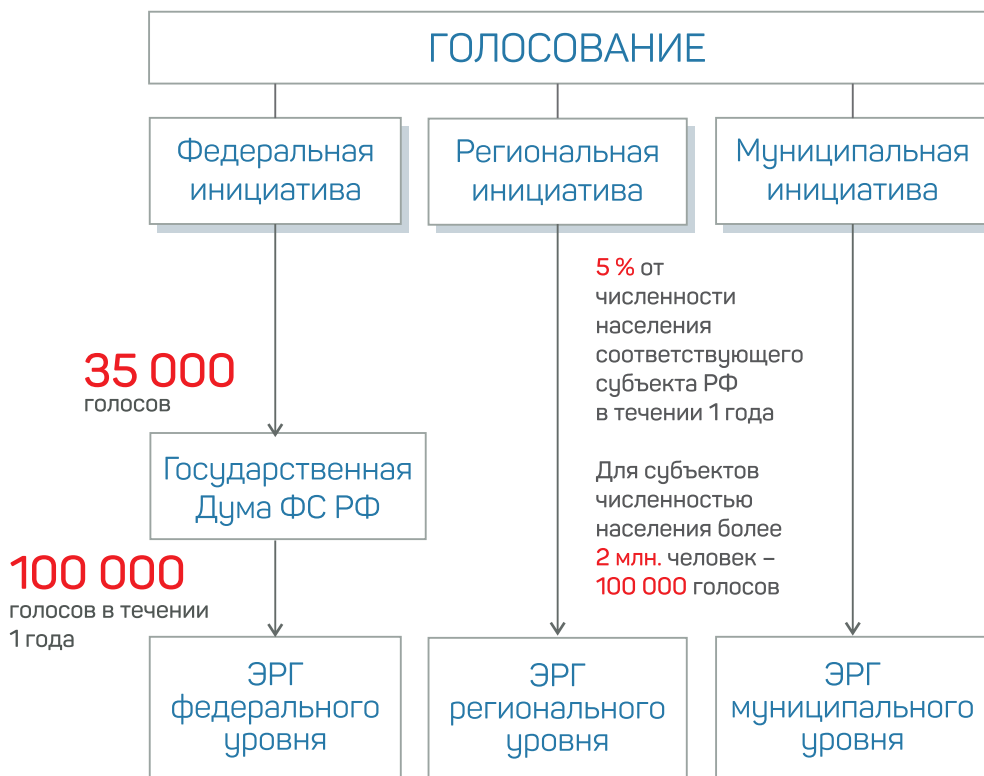 ГОЛОСОВАНИЕ
Федеральная
инициатива
Региональная
инициатива
Муниципальная
инициатива
35 000
голосов
Государственная
Дума ФС РФ
100 000
голосов в течении
1 года
5 % от
численности
населения
соответствующего
субъекта РФ
в течении 1 года
Для субъектов
численностью
населения более
2 млн. человек –
100 000 голосов
ЭРГ
федерального
уровня
ЭРГ
регионального
уровня
ЭРГ
муниципального
уровня